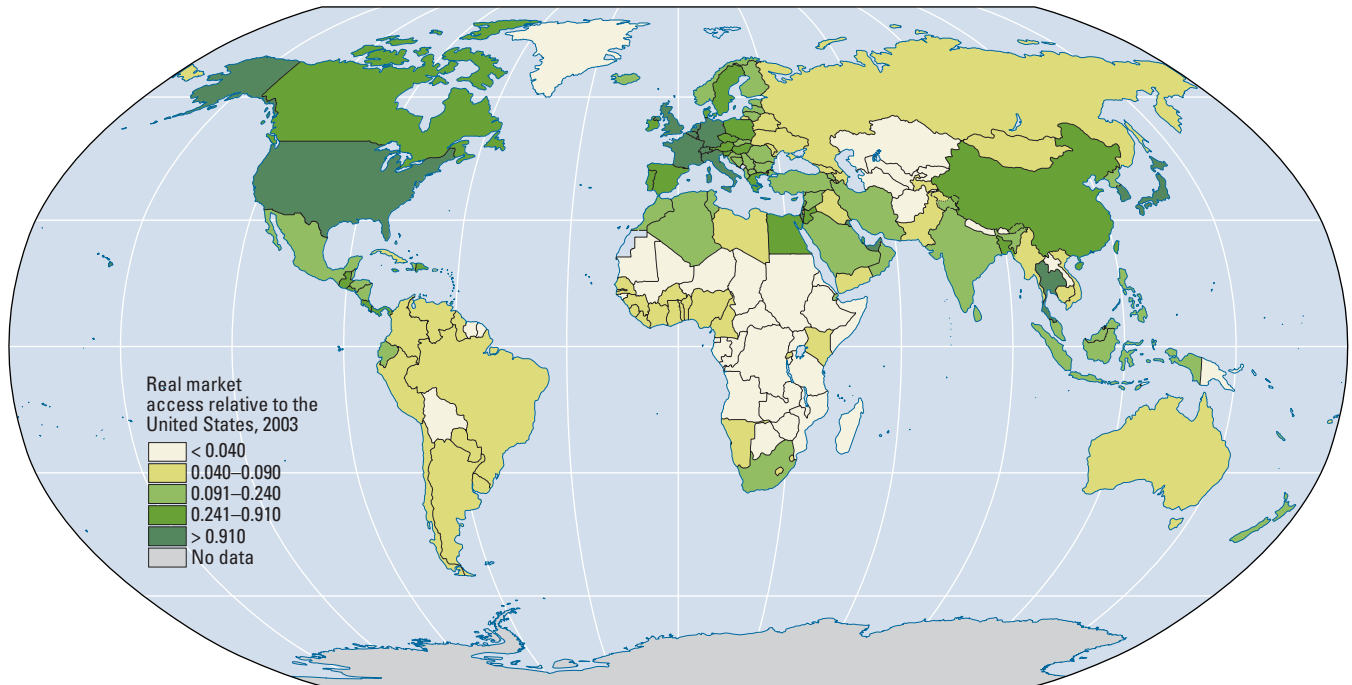 Real market
access relative to the
United States, 2003
< 0.040
0.040–0.090
0.091–0.240
0.241–0.910
> 0.910
No data